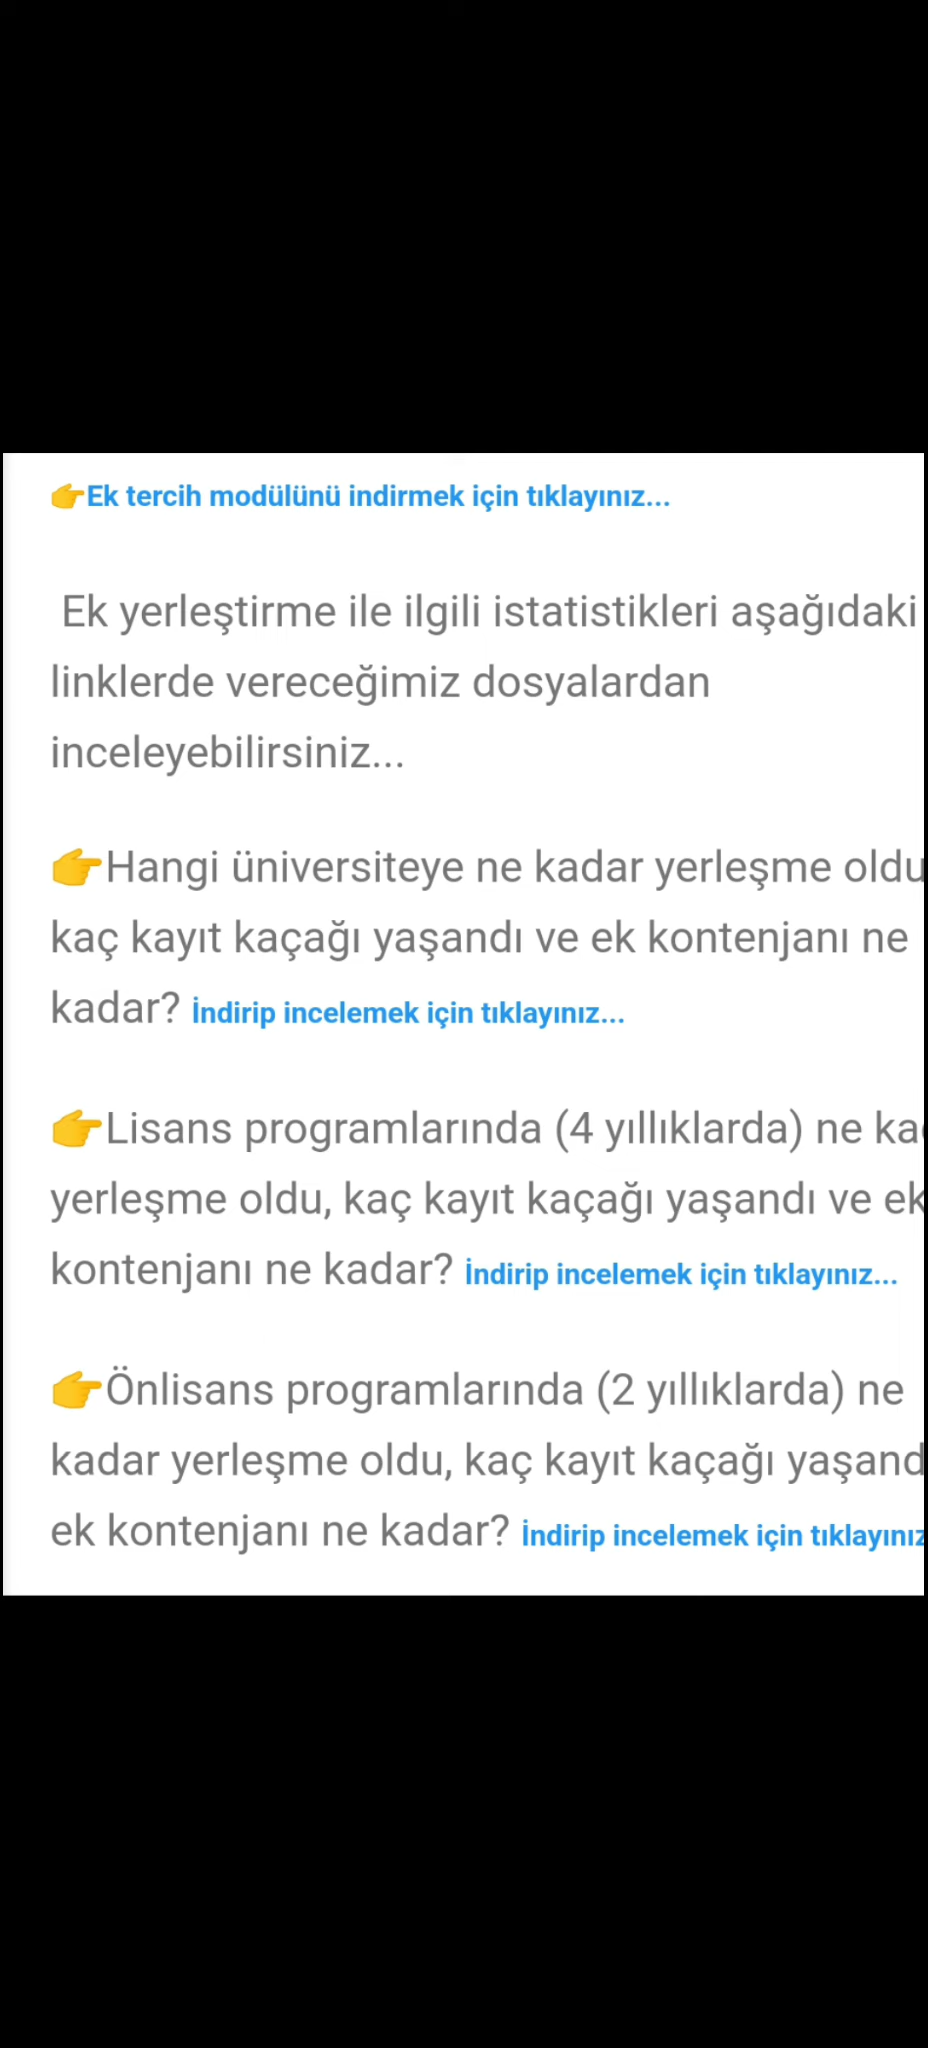 👉Ek tercih modülünü indirmek için tıklayınız...
Ek yerleştirme ile ilgili istatistikleri aşağıdaki
linklerde vereceğimiz dosyalardan
inceleyebilirsiniz...
👉Hangi üniversiteye ne kadar yerleşme oldu
kaç kayıt kaçağı yaşandı ve ek kontenjanı ne
kadar? İndirip incelemek için tıklayınız...
👉Lisans programlarında (4 yıllıklarda) ne
yerleşme oldu, kaç kayıt kaçağı yaşandı ve ek
kontenjanı ne kadar? İndirip incelemek için tıklayınız...
👉Önlisans programlarında (2 yıllıklarda) ne
kadar yerleşme oldu, kaç kayıt kaçağı yaşand
ek kontenjanı ne kadar? İndirip incelemek için tıklayınız